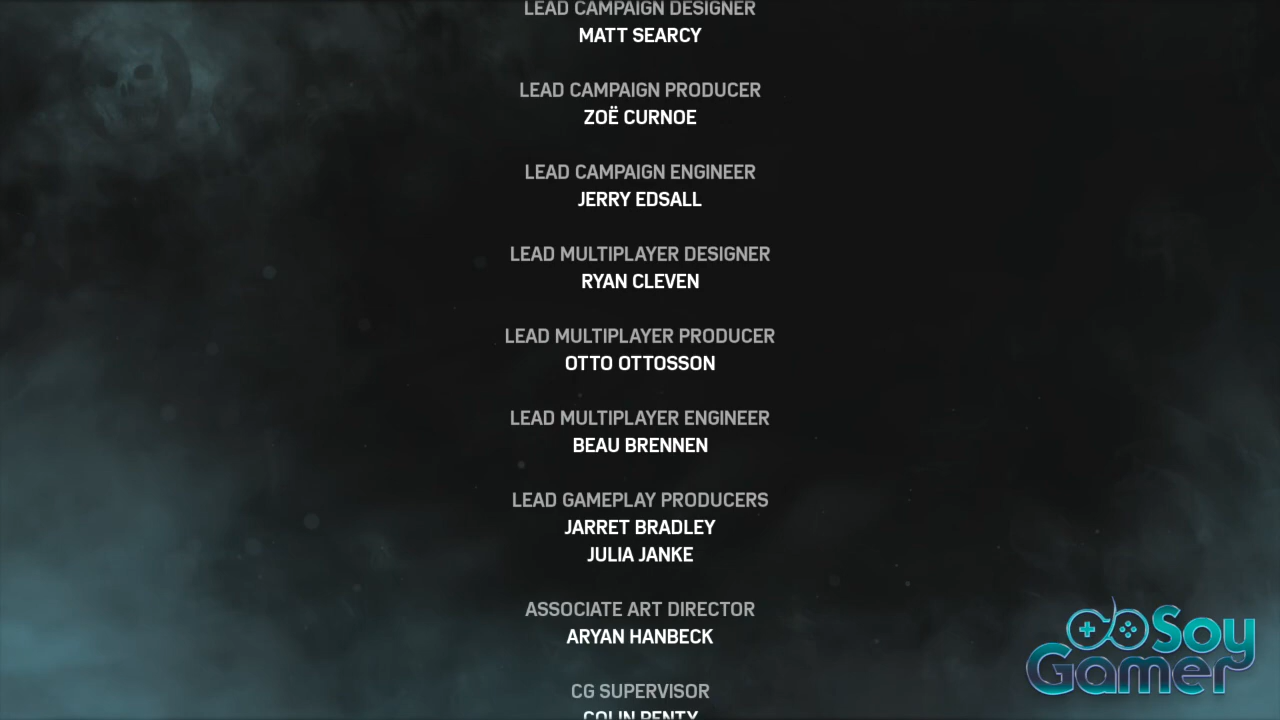 LEAD CAMPAIGN DESIGNER
MATT SEARCY
LEAD CAMPAIGN PRODUCER
ZOË CURNOE
LEAD CAMPAIGN ENGINEER
JERRY EDSALL
LEAD MULTIPLAYER DESIGNER
RYAN CLEVEN
LEAD MULTIPLAYER PRODUCER
OTTO OTTOSSON
LEAD MULTIPLAYER ENGINEER
BEAU BRENNEN
LEAD GAMEPLAY PRODUCERS
JARRET BRADLEY
JULIA JANKE
ASSOCIATE ART DIRECTOR
ARYAN HANBECK
CG SUPERVISOR
COLIN PENTY
Soy
Gamer